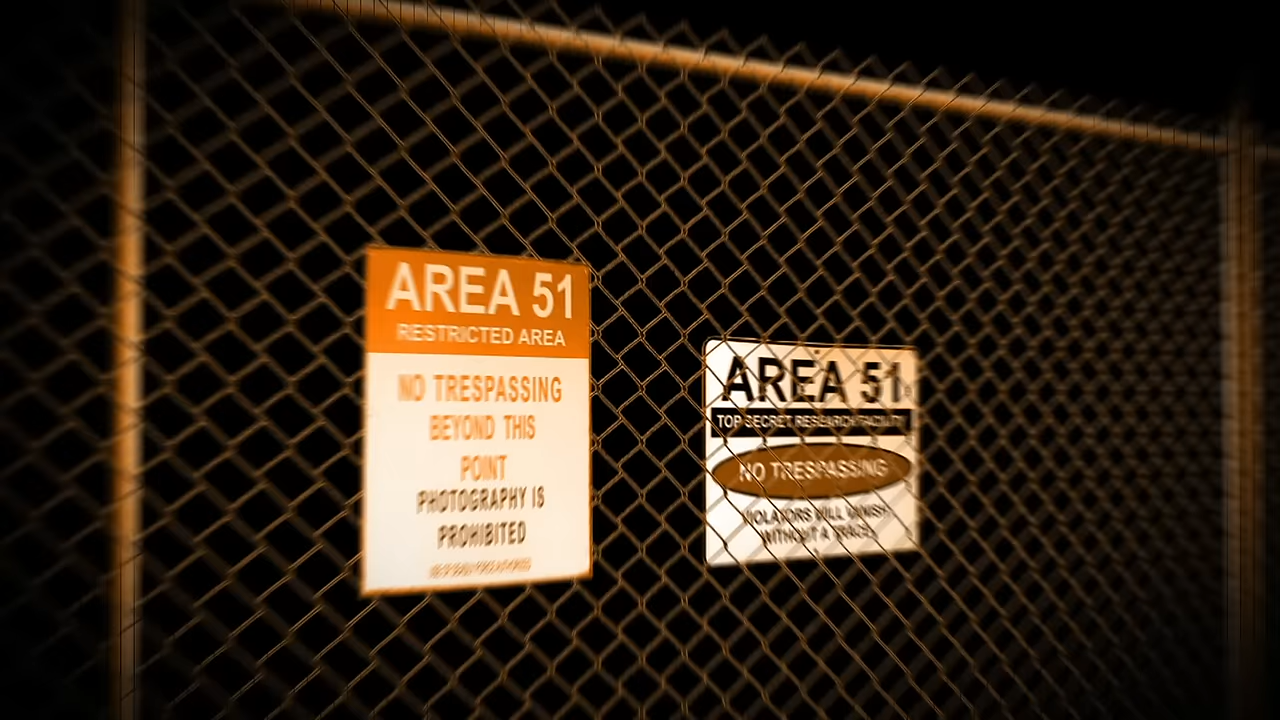 AREA 51
RESTRICTED AREA
NO TRESPASSING
BEYOND THIS
POINT
PHOTOGRAPHY IS
PROHIBITED
AREA 51
TOP SECRET RESEARCH FACILITY
NO TRESPASSING
VIOLATORS WILL VANISH
WITHOUT A TRACE